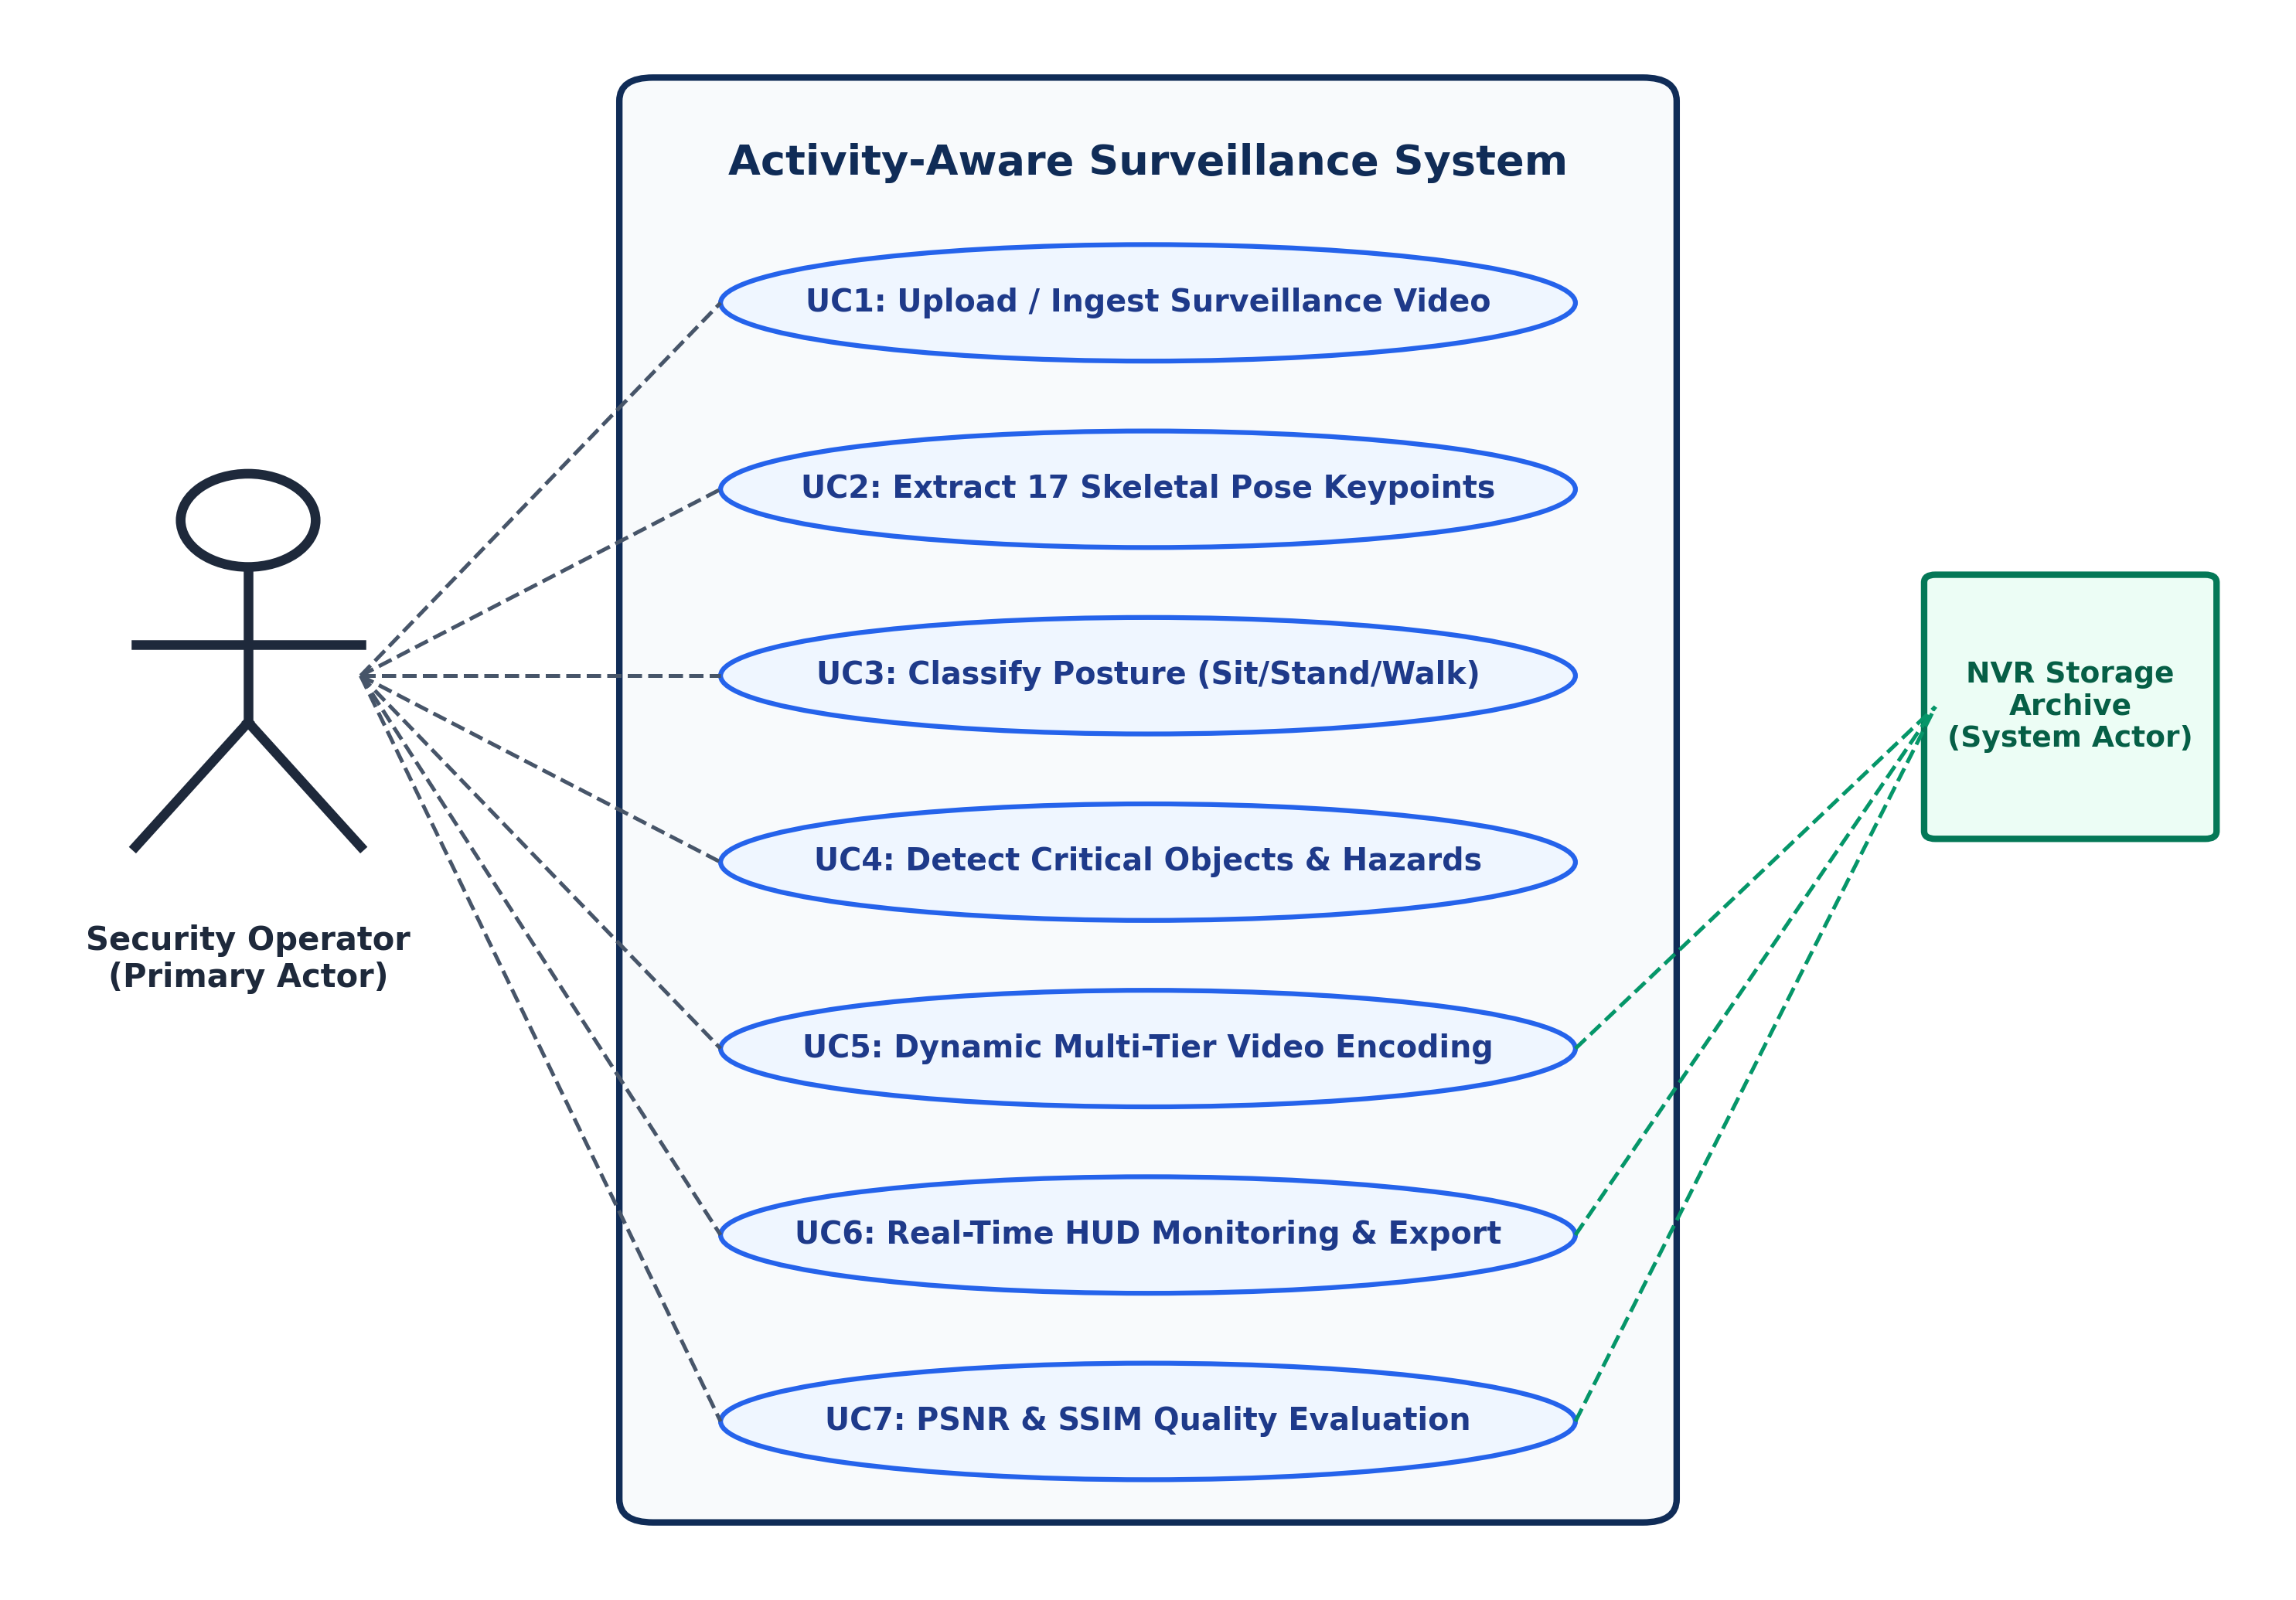 Activity-Aware Surveillance System
UC1: Upload / Ingest Surveillance Video
UC2: Extract 17 Skeletal Pose Keypoints
UC3: Classify Posture (Sit/Stand/Walk)
UC4: Detect Critical Objects & Hazards
UC5: Dynamic Multi-Tier Video Encoding
UC6: Real-Time HUD Monitoring & Export
UC7: PSNR & SSIM Quality Evaluation
Security Operator
(Primary Actor)
NVR Storage
Archive
(System Actor)